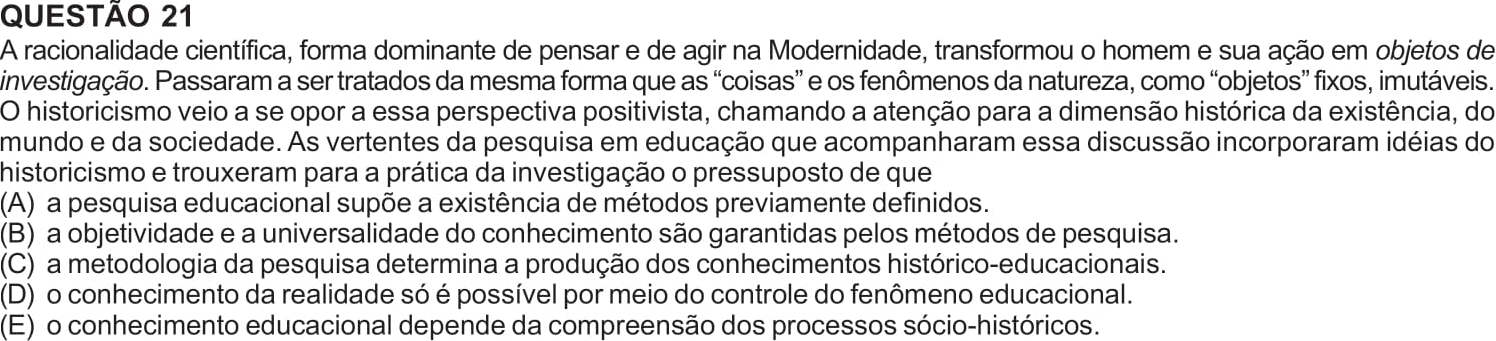 QUESTÃO 21
A racionalidade científica, forma dominante de pensar e de agir na Modernidade, transformou o homem e sua ação em objetos de
investigação. Passaram a ser tratados da mesma forma que as “coisas” e os fenômenos da natureza, como “objetos” fixos, imutáveis.
O historicismo veio a se opor a essa perspectiva positivista, chamando a atenção para a dimensão histórica da existência, do
mundo e da sociedade. As vertentes da pesquisa em educação que acompanharam essa discussão incorporaram idéias do
historicismo e trouxeram para a prática da investigação o pressuposto de que
(A) a pesquisa educacional supõe a existência de métodos previamente definidos.
(B) a objetividade e a universalidade do conhecimento são garantidas pelos métodos de pesquisa.
(C) a metodologia da pesquisa determina a produção dos conhecimentos histórico-educacionais.
(D) o conhecimento da realidade só é possível por meio do controle do fenômeno educacional.
(E) o conhecimento educacional depende da compreensão dos processos sócio-históricos.